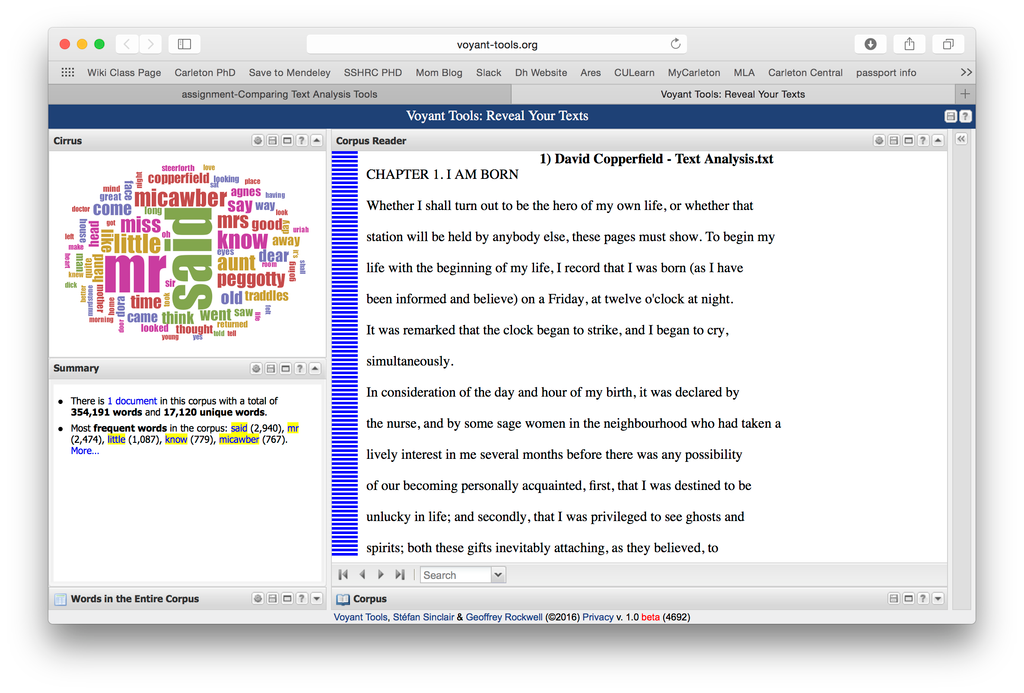 voyant-tools.org
Wiki Class Page Carleton PhD Save to Mendeley SSHRC PHD Mom Blog Slack Dh Website Ares CULearn MyCarleton MLA Carleton Central passport info >>
assignment-Comparing Text Analysis Tools Voyant Tools: Reveal Your Texts +
Voyant Tools: Reveal Your Texts ?
Cirrus ?
steerforth love
mind night copperfield looking sat place
great face micawber agnes having
doctor come long say way look
house head got miss oh mrs good day uriah
left like little know away
make eyes it's
heart man hand mr said aunt dear shall
knew quite room going
dick sir peggotty
better mother took
murdstone home time old traddles
dora think went saw life felt
morning came
door looked thought returned
young yes told tell
Summary ?
There is 1 document in this corpus with a total of
354,191 words and 17,120 unique words.
Most frequent words in the corpus: said (2,940), mr
(2,474), little (1,087), know (779), micawber (767).
More...
Words in the Entire Corpus ?
Corpus Reader ? «
1) David Copperfield - Text Analysis.txt
CHAPTER 1. I AM BORN
Whether I shall turn out to be the hero of my own life, or whether that
station will be held by anybody else, these pages must show. To begin my
life with the beginning of my life, I record that I was born (as I have
been informed and believe) on a Friday, at twelve o'clock at night.
It was remarked that the clock began to strike, and I began to cry,
simultaneously.
In consideration of the day and hour of my birth, it was declared by
the nurse, and by some sage women in the neighbourhood who had taken a
lively interest in me several months before there was any possibility
of our becoming personally acquainted, first, that I was destined to be
unlucky in life; and secondly, that I was privileged to see ghosts and
spirits; both these gifts inevitably attaching, as they believed, to
Search
Corpus ?
Voyant Tools, Stéfan Sinclair & Geoffrey Rockwell (©2016) Privacy v. 1.0 beta (4692)